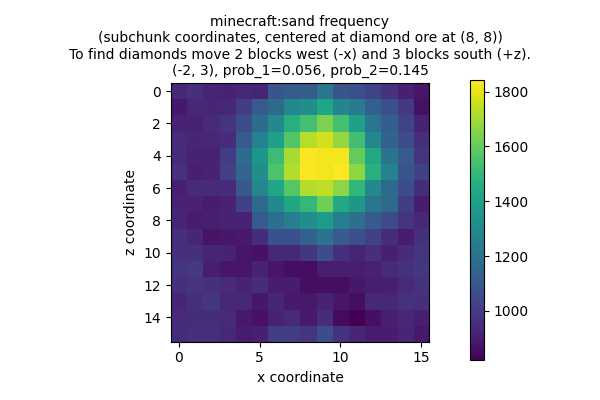 minecraft:sand frequency
(subchunk coordinates, centered at diamond ore at (8, 8))
To find diamonds move 2 blocks west (-x) and 3 blocks south (+z).
(-2, 3), prob_1=0.056, prob_2=0.145
0
2
4
6
8
10
12
14
z coordinate
0
5
10
15
x coordinate
1800
1600
1400
1200
1000